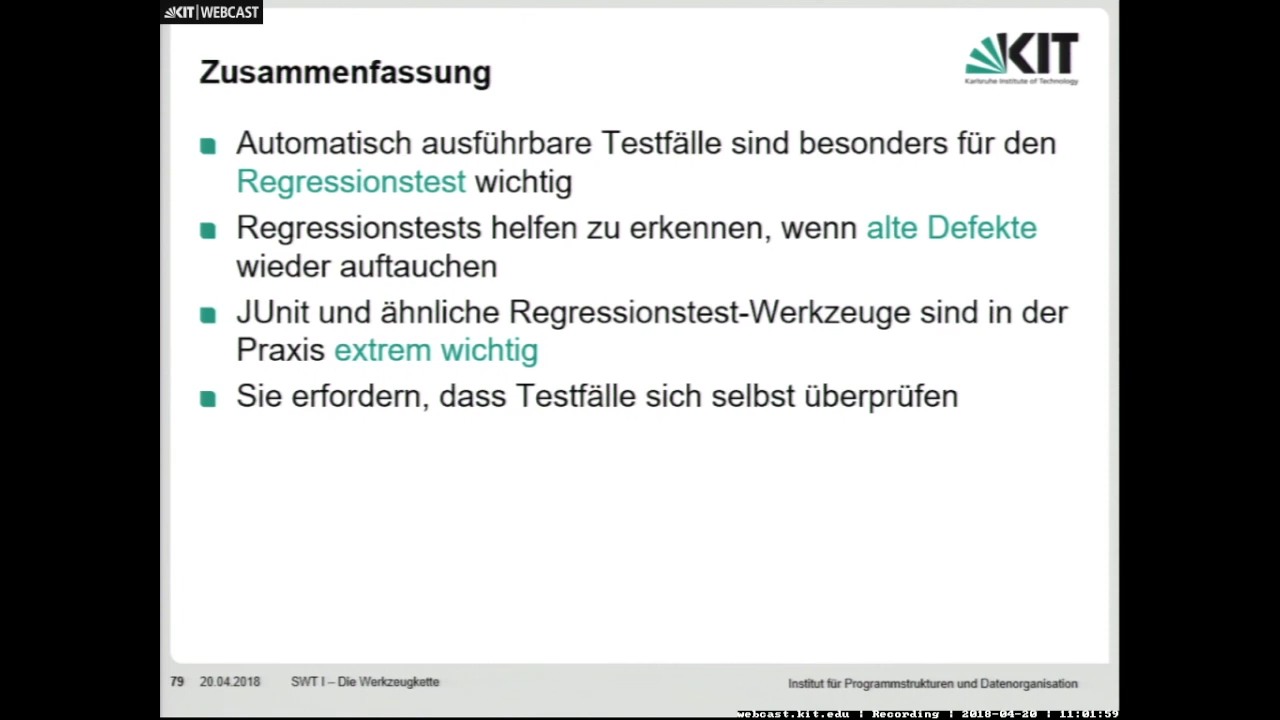 KIT | WEBCAST
KIT
Karlsruhe Institute of Technology
Zusammenfassung
Automatisch ausführbare Testfälle sind besonders für den
Regressionstest wichtig
Regressionstests helfen zu erkennen, wenn alte Defekte
wieder auftauchen
JUnit und ähnliche Regressionstest-Werkzeuge sind in der
Praxis extrem wichtig
Sie erfordern, dass Testfälle sich selbst überprüfen
79 20.04.2018 SWT I – Die Werkzeugkette
Institut für Programmstrukturen und Datenorganisation
webcast.kit.edu | Recording | 2018-04-20 | 11:01:59